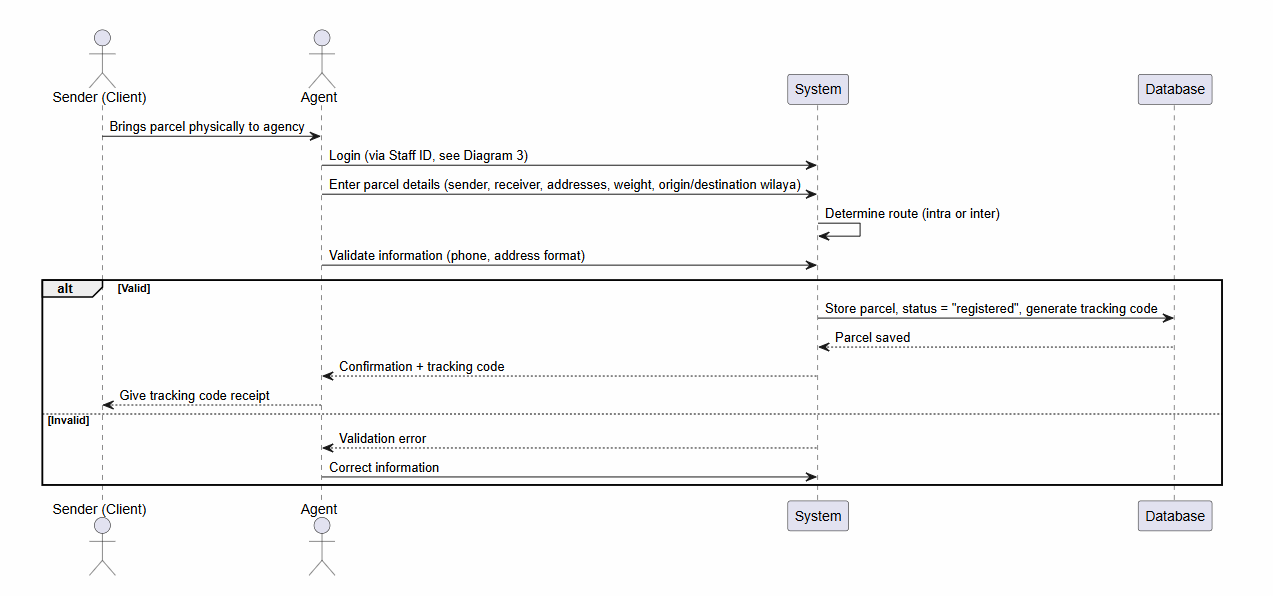 Sender (Client)
Agent
System
Database
Brings parcel physically to agency
Login (via Staff ID, see Diagram 3)
Enter parcel details (sender, receiver, addresses, weight, origin/destination wilaya)
Determine route (intra or inter)
Validate information (phone, address format)
alt
[Valid]
Store parcel, status = "registered", generate tracking code
Parcel saved
Confirmation + tracking code
Give tracking code receipt
[Invalid]
Validation error
Correct information
Sender (Client)
Agent
System
Database